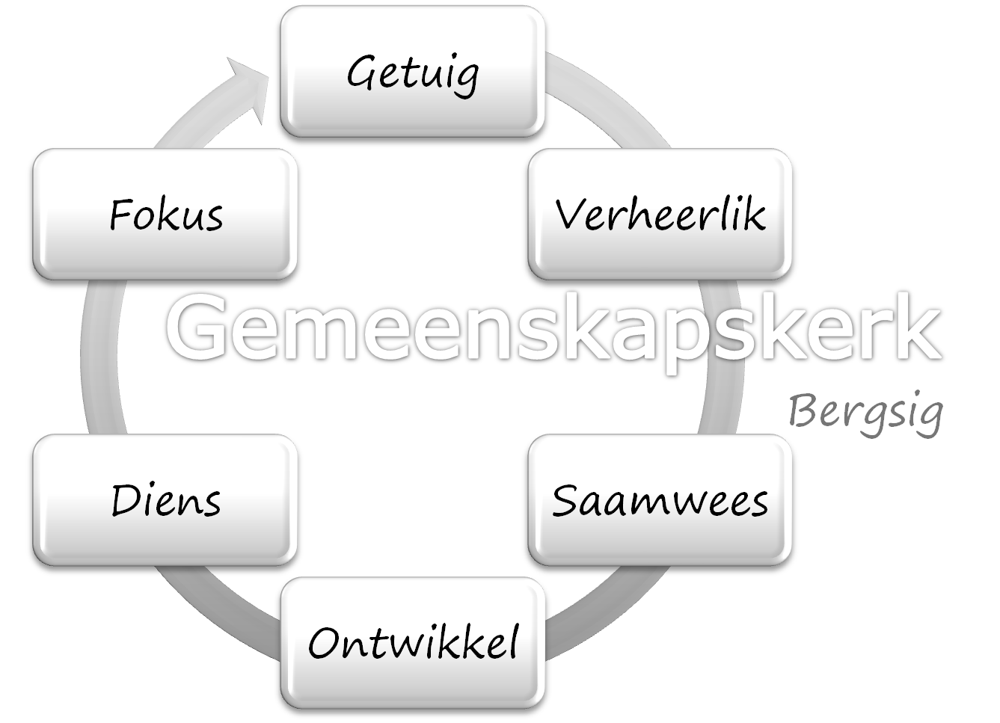 Getuig
Fokus
Verheerlik
Gemeenskapskerk
Bergsig
Diens
Saamwees
Ontwikkel